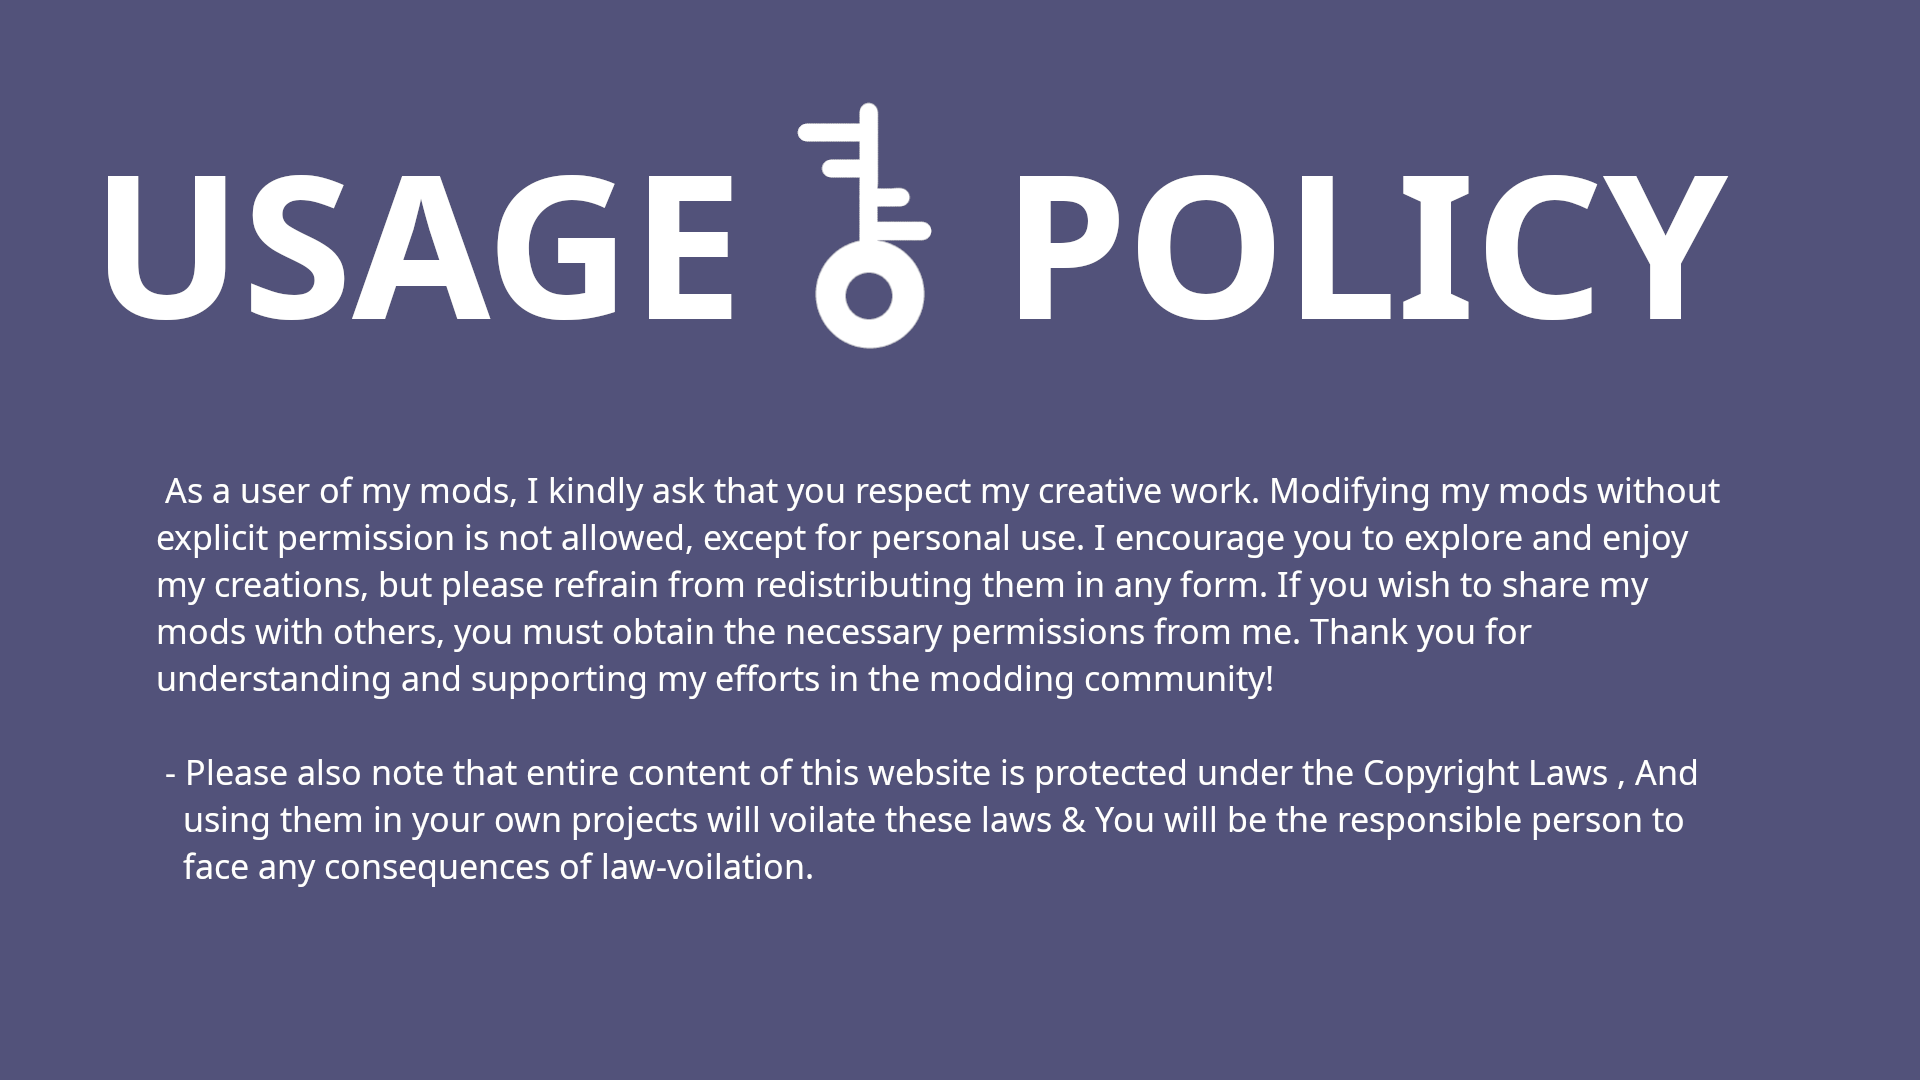 USAGE POLICY
As a user of my mods, I kindly ask that you respect my creative work. Modifying my mods without
explicit permission is not allowed, except for personal use. I encourage you to explore and enjoy
my creations, but please refrain from redistributing them in any form. If you wish to share my
mods with others, you must obtain the necessary permissions from me. Thank you for
understanding and supporting my efforts in the modding community!
- Please also note that entire content of this website is protected under the Copyright Laws , And
using them in your own projects will voilate these laws & You will be the responsible person to
face any consequences of law-voilation.